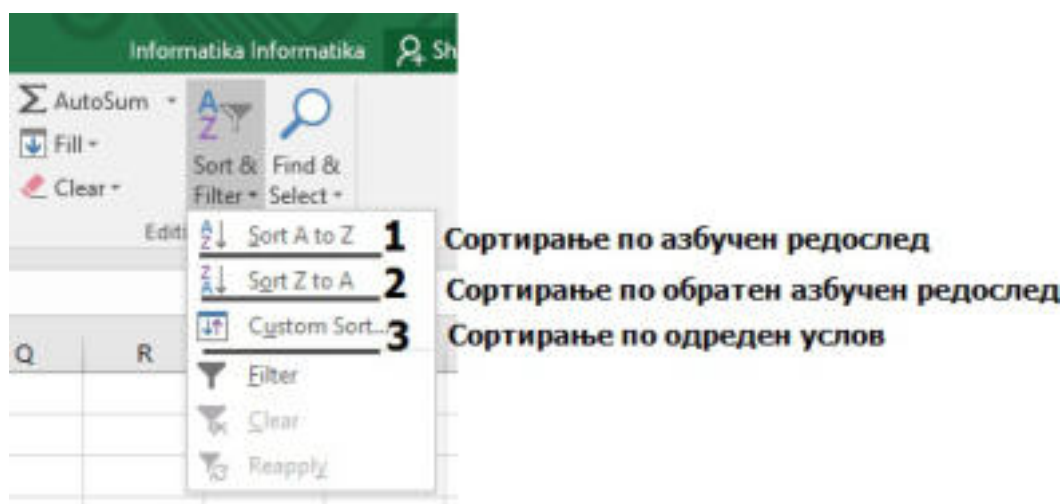 Informatika Informatika Sh
AutoSum
Fill
Clear
Sort & Filter
Find & Select
Editi
Sort A to Z 1 Сортирање по азбучен редослед
Sort Z to A 2 Сортирање по обратен азбучен редослед
Custom Sort... 3 Сортирање по одреден услов
Q R
Filter
Clear
Reapply